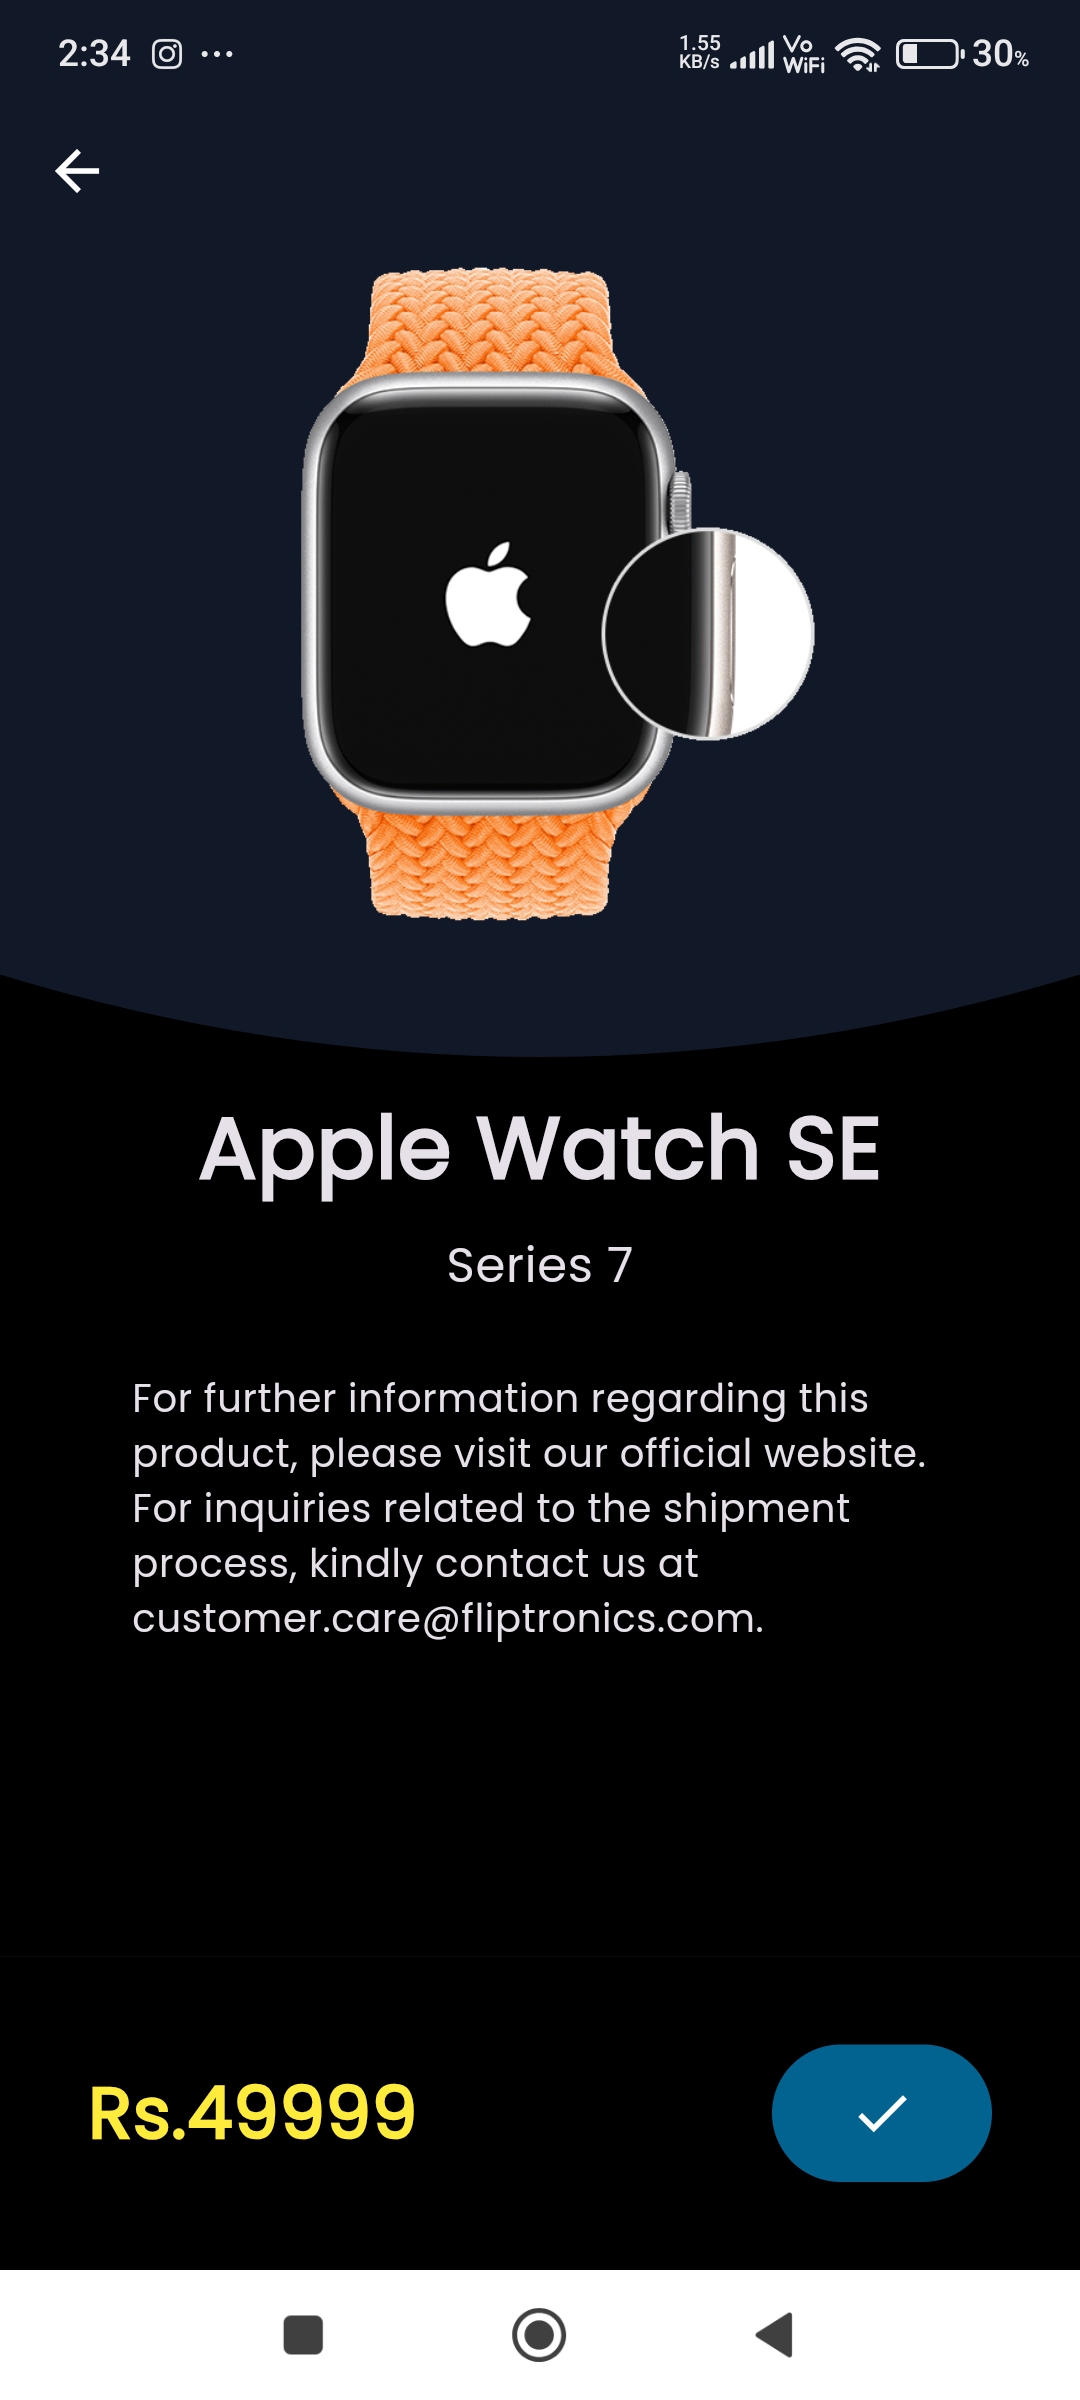 2:34
1.55
KB/s
Vo
WiFi
30%
Apple Watch SE
Series 7
For further information regarding this
product, please visit our official website.
For inquiries related to the shipment
process, kindly contact us at
customer.care@fliptronics.com.
Rs.49999